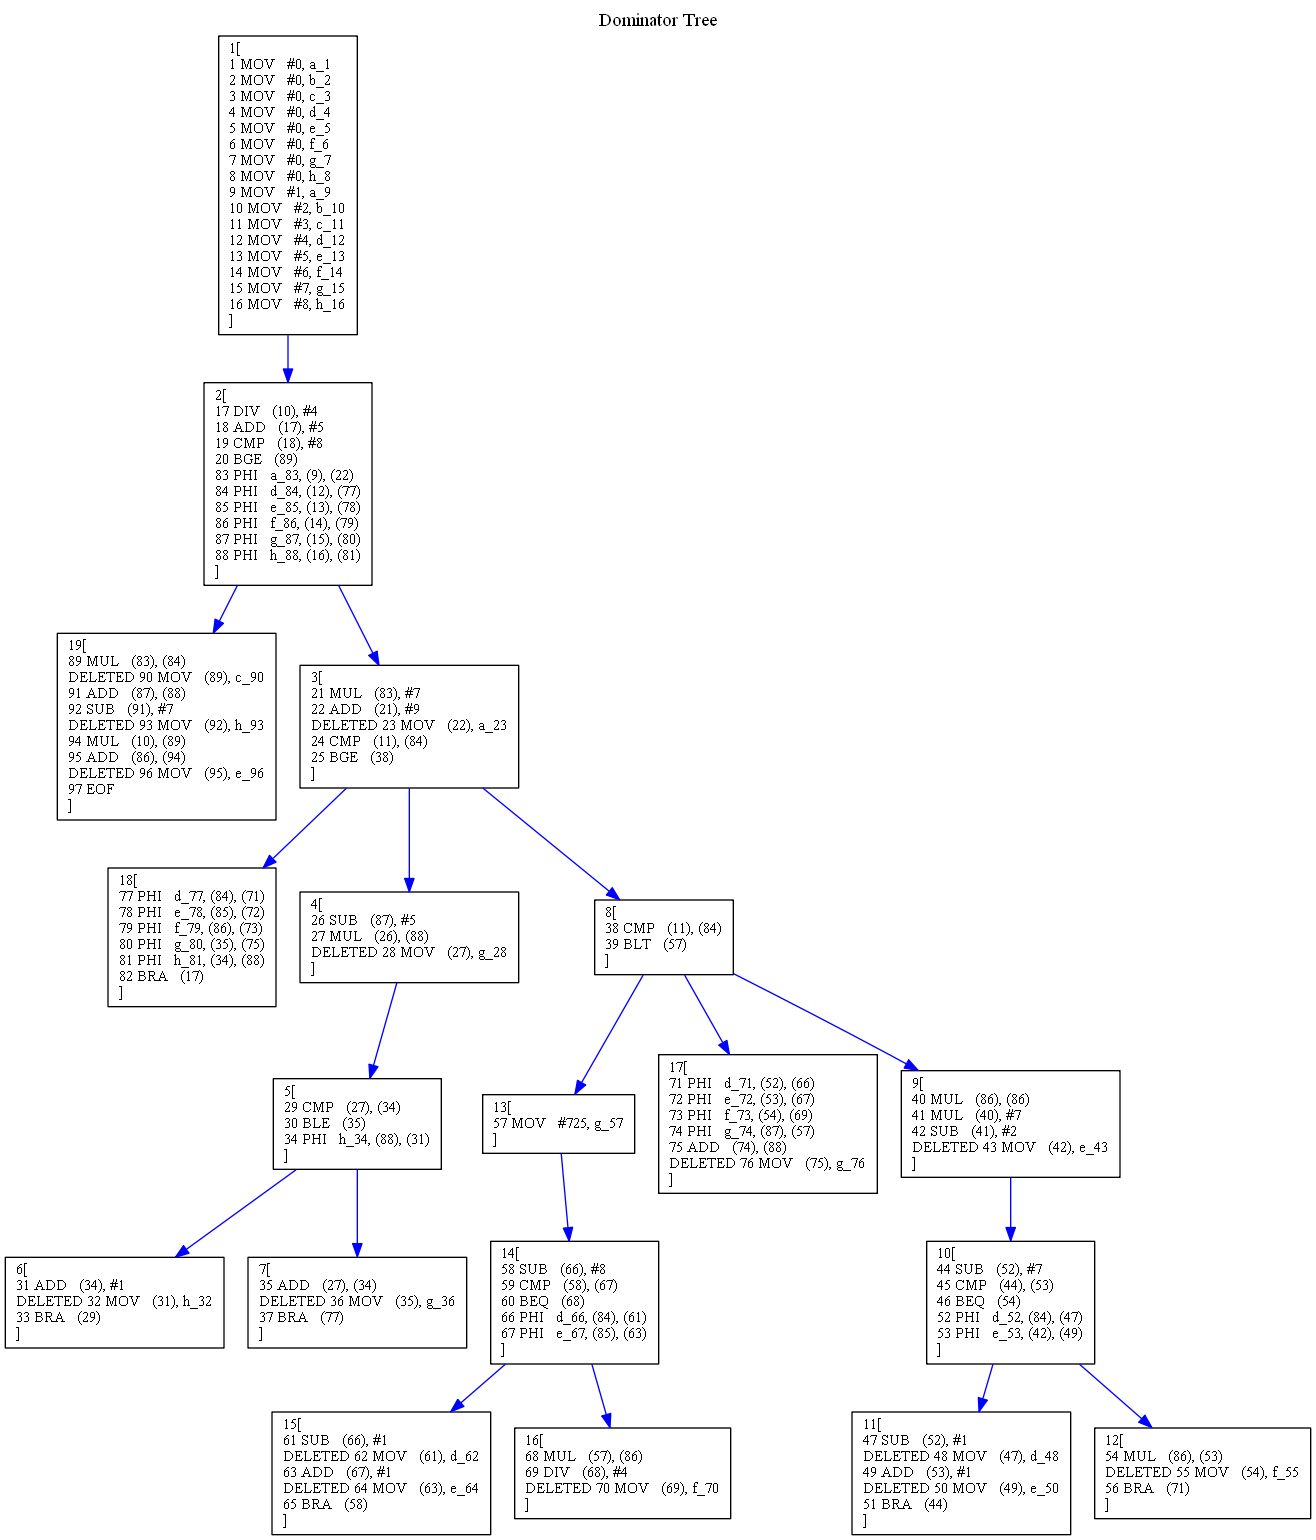 Dominator Tree
1[
1 MOV #0, a_1
2 MOV #0, b_2
3 MOV #0, c_3
4 MOV #0, d_4
5 MOV #0, e_5
6 MOV #0, f_6
7 MOV #0, g_7
8 MOV #0, h_8
9 MOV #1, a_9
10 MOV #2, b_10
11 MOV #3, c_11
12 MOV #4, d_12
13 MOV #5, e_13
14 MOV #6, f_14
15 MOV #7, g_15
16 MOV #8, h_16
]
2[
17 DIV (10), #4
18 ADD (17), #5
19 CMP (18), #8
20 BGE (89)
83 PHI a_83, (9), (22)
84 PHI d_84, (12), (77)
85 PHI e_85, (13), (78)
86 PHI f_86, (14), (79)
87 PHI g_87, (15), (80)
88 PHI h_88, (16), (81)
]
19[
89 MUL (83), (84)
DELETED 90 MOV (89), c_90
91 ADD (87), (88)
92 SUB (91), #7
DELETED 93 MOV (92), h_93
94 MUL (10), (89)
95 ADD (86), (94)
DELETED 96 MOV (95), e_96
97 EOF
]
3[
21 MUL (83), #7
22 ADD (21), #9
DELETED 23 MOV (22), a_23
24 CMP (11), (84)
25 BGE (38)
]
18[
77 PHI d_77, (84), (71)
78 PHI e_78, (85), (72)
79 PHI f_79, (86), (73)
80 PHI g_80, (35), (75)
81 PHI h_81, (34), (88)
82 BRA (17)
]
4[
26 SUB (87), #5
27 MUL (26), (88)
DELETED 28 MOV (27), g_28
]
8[
38 CMP (11), (84)
39 BLT (57)
]
5[
29 CMP (27), (34)
30 BLE (35)
34 PHI h_34, (88), (31)
]
13[
57 MOV #725, g_57
]
17[
71 PHI d_71, (52), (66)
72 PHI e_72, (53), (67)
73 PHI f_73, (54), (69)
74 PHI g_74, (87), (57)
75 ADD (74), (88)
DELETED 76 MOV (75), g_76
]
9[
40 MUL (86), (86)
41 MUL (40), #7
42 SUB (41), #2
DELETED 43 MOV (42), e_43
]
6[
31 ADD (34), #1
DELETED 32 MOV (31), h_32
33 BRA (29)
]
7[
35 ADD (27), (34)
DELETED 36 MOV (35), g_36
37 BRA (77)
]
14[
58 SUB (66), #8
59 CMP (58), (67)
60 BEQ (68)
66 PHI d_66, (84), (61)
67 PHI e_67, (85), (63)
]
10[
44 SUB (52), #7
45 CMP (44), (53)
46 BEQ (54)
52 PHI d_52, (84), (47)
53 PHI e_53, (42), (49)
]
15[
61 SUB (66), #1
DELETED 62 MOV (61), d_62
63 ADD (67), #1
DELETED 64 MOV (63), e_64
65 BRA (58)
]
16[
68 MUL (57), (86)
69 DIV (68), #4
DELETED 70 MOV (69), f_70
]
11[
47 SUB (52), #1
DELETED 48 MOV (47), d_48
49 ADD (53), #1
DELETED 50 MOV (49), e_50
51 BRA (44)
]
12[
54 MUL (86), (53)
DELETED 55 MOV (54), f_55
56 BRA (71)
]